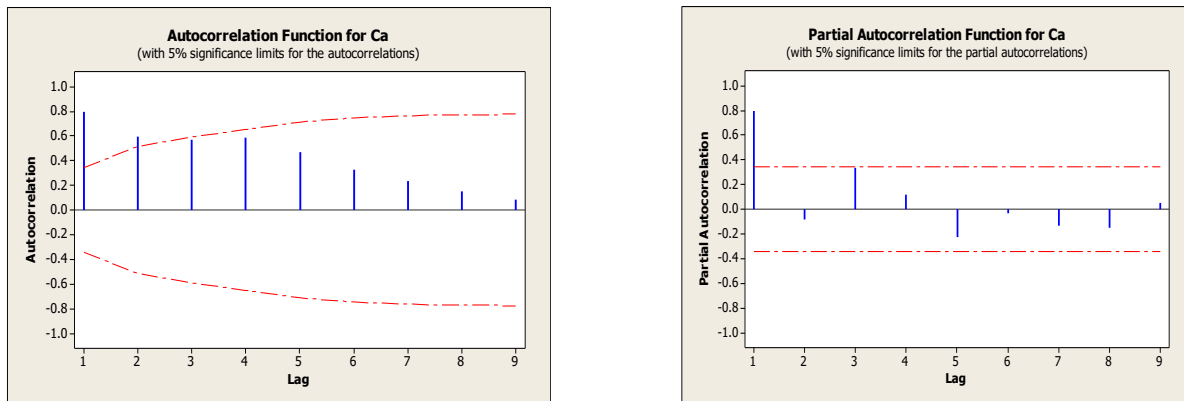 Autocorrelation Function for Ca
(with 5% significance limits for the autocorrelations)
Autocorrelation
1.0
0.8
0.6
0.4
0.2
0.0
-0.2
-0.4
-0.6
-0.8
-1.0
1 2 3 4 5 6 7 8 9
Lag
Partial Autocorrelation Function for Ca
(with 5% significance limits for the partial autocorrelations)
Partial Autocorrelation
1.0
0.8
0.6
0.4
0.2
0.0
-0.2
-0.4
-0.6
-0.8
-1.0
1 2 3 4 5 6 7 8 9
Lag